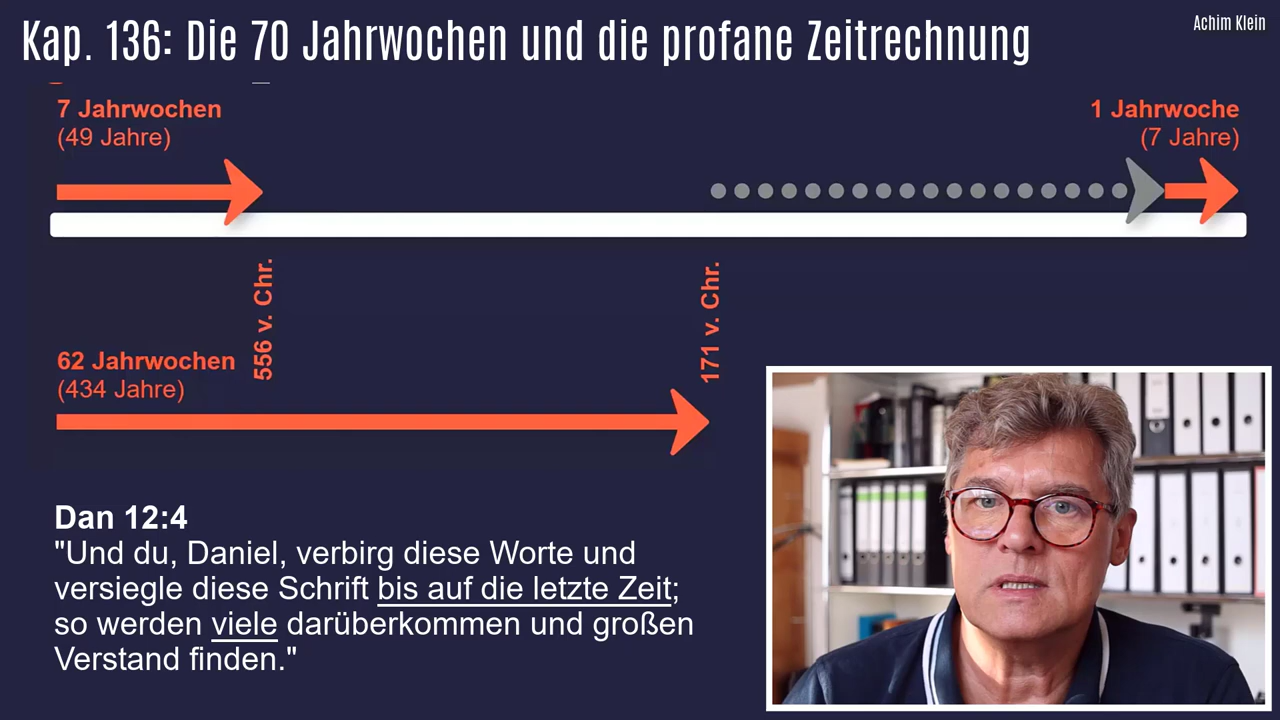 Kap. 136: Die 70 Jahrwochen und die profane Zeitrechnung
Achim Klein
7 Jahrwochen
(49 Jahre)
1 Jahrwoche
(7 Jahre)
556 v. Chr.
171 v. Chr.
62 Jahrwochen
(434 Jahre)
Dan 12:4
"Und du, Daniel, verbirg diese Worte und
versiegle diese Schrift bis auf die letzte Zeit;
so werden viele darüberkommen und großen
Verstand finden."